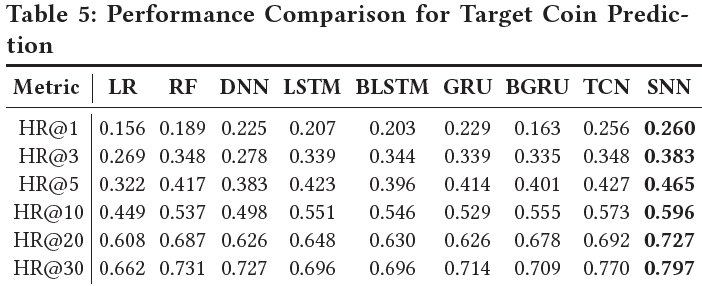 Table 5: Performance Comparison for Target Coin Predic-
tion
Metric LR RF DNN LSTM BLSTM GRU BGRU TCN SNN
HR@1 0.156 0.189 0.225 0.207 0.203 0.229 0.163 0.256 0.260
HR@3 0.269 0.348 0.278 0.339 0.344 0.339 0.335 0.348 0.383
HR@5 0.322 0.417 0.383 0.423 0.396 0.414 0.401 0.427 0.465
HR@10 0.449 0.537 0.498 0.551 0.546 0.529 0.555 0.573 0.596
HR@20 0.608 0.687 0.626 0.648 0.630 0.626 0.678 0.692 0.727
HR@30 0.662 0.731 0.727 0.696 0.696 0.714 0.709 0.770 0.797